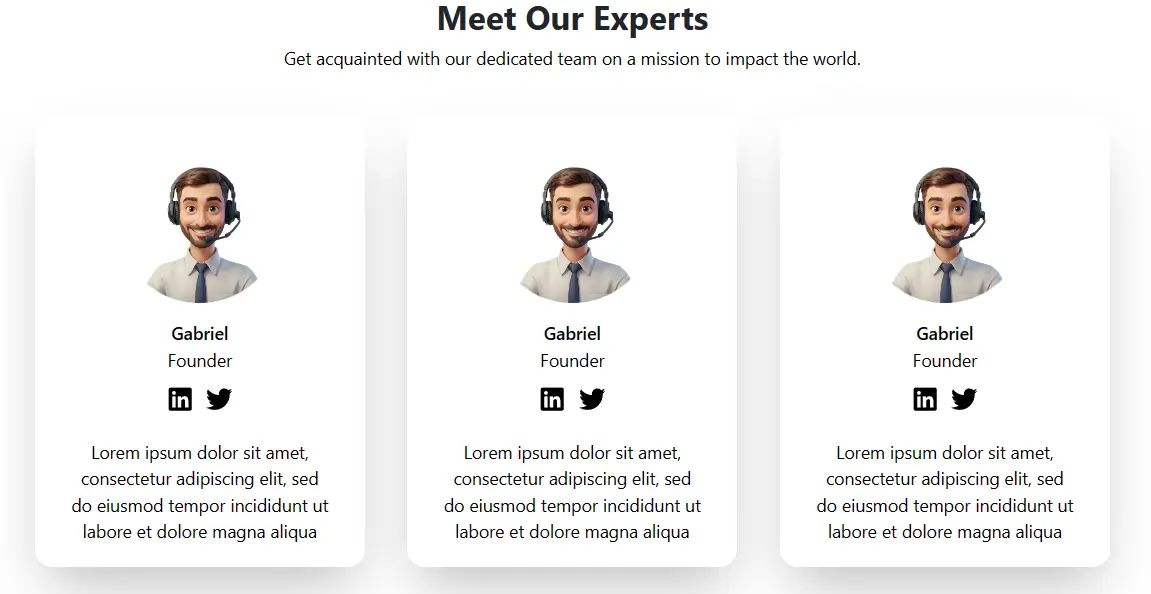 Meet Our Experts
Get acquainted with our dedicated team on a mission to impact the world.
Gabriel
Founder
in
Lorem ipsum dolor sit amet,
consectetur adipiscing elit, sed
do eiusmod tempor incididunt ut
labore et dolore magna aliqua
Gabriel
Founder
in
Lorem ipsum dolor sit amet,
consectetur adipiscing elit, sed
do eiusmod tempor incididunt ut
labore et dolore magna aliqua
Gabriel
Founder
in
Lorem ipsum dolor sit amet,
consectetur adipiscing elit, sed
do eiusmod tempor incididunt ut
labore et dolore magna aliqua